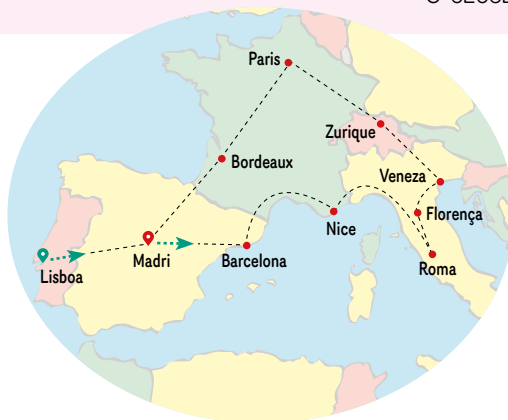 Paris
Zurique
Bordeaux
Veneza
Florença
Nice
Madri
Barcelona
Roma
Lisboa